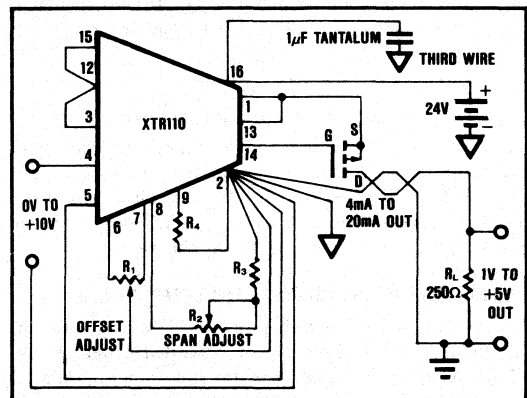 15
12
3
4
5
6
7
8
9
2
14
13
1
16
XTR110
1µF TANTALUM
THIRD WIRE
+
24V
−
G
S
D
4mA TO
20mA OUT
0V TO
+10V
R4
R3
R1
R2
OFFSET
ADJUST
SPAN ADJUST
RL
250Ω
1V TO
+5V
OUT